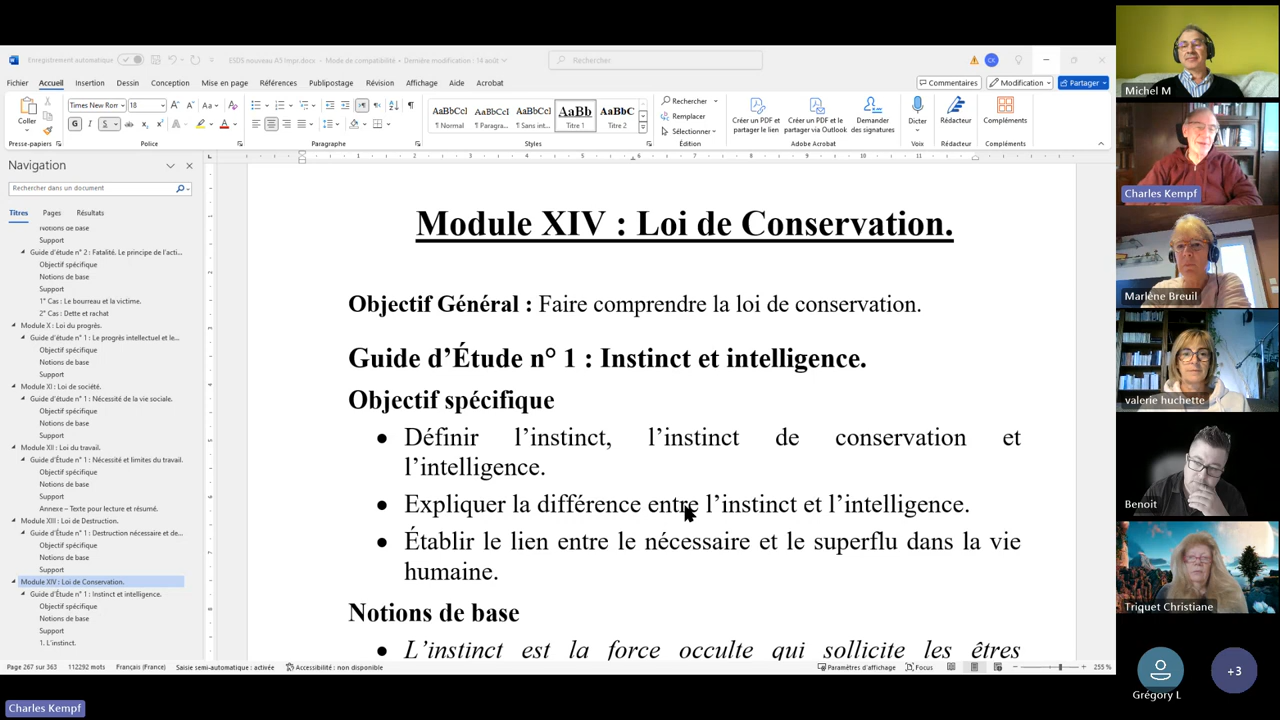 Enregistrement automatique
ESDS nouveau A5 impr.docx - Mode de compatibilité - Dernière modification : 14 août
Rechercher
CK
Fichier Accueil Insertion Dessin Conception Mise en page Références Publipostage Révision Affichage Aide Acrobat
Commentaires Modification Partager
Coller
Times New Rom 18
G I S ab
AaBbCcI AaBbCcI AaBbCcI AaBb AaBbC
¶ Normal ¶ Paragra... ¶ Sans int... Titre 1 Titre 2
Rechercher
Remplacer
Sélectionner
Créer un PDF et partager le lien
Créer un PDF et partager via Outlook
Demander des signatures
Dicter
Rédacteur
Compléments
Presse-papiers Police Paragraphe Styles Édition Adobe Acrobat Voix Rédacteur Compléments
Navigation
Rechercher dans un document
Titres Pages Résultats
Notions de base
Support
Guide d'étude n° 2 : Fatalité. Le principe de l'acti...
Objectif spécifique
Notions de base
Support
1° Cas : Le bourreau et la victime.
2° Cas : Dette et rachat
Module X : Loi du progrès.
Guide d'étude n° 1 : Le progrès intellectuel et le...
Objectif spécifique
Notions de base
Support
Module XI : Loi de société.
Guide d'étude n° 1 : Nécessité de la vie sociale.
Objectif spécifique
Notions de base
Support
Module XII : Loi du travail.
Guide d'Étude n° 1 : Nécessité et limites du travail.
Objectif spécifique
Notions de base
Support
Annexe – Texte pour lecture et résumé.
Module XIII : Loi de Destruction.
Guide d'Étude n° 1 : Destruction nécessaire et de...
Objectif spécifique
Notions de base
Support
Module XIV : Loi de Conservation.
Guide d'Étude n° 1 : Instinct et intelligence.
Objectif spécifique
Notions de base
Support
1. L'instinct.
Module XIV : Loi de Conservation.
Objectif Général : Faire comprendre la loi de conservation.
Guide d’Étude n° 1 : Instinct et intelligence.
Objectif spécifique
• Définir l’instinct, l’instinct de conservation et
l’intelligence.
• Expliquer la différence entre l’instinct et l’intelligence.
• Établir le lien entre le nécessaire et le superflu dans la vie
humaine.
Notions de base
• L’instinct est la force occulte qui sollicite les êtres
Page 267 sur 363 112292 mots Français (France) Saisie semi-automatique : activée Accessibilité : non disponible Paramètres d'affichage Focus 255 %
Michel M
Charles Kempf
Marlène Breuil
valerie huchette
Benoit
Triquet Christiane
Grégory L
+3
Charles Kempf